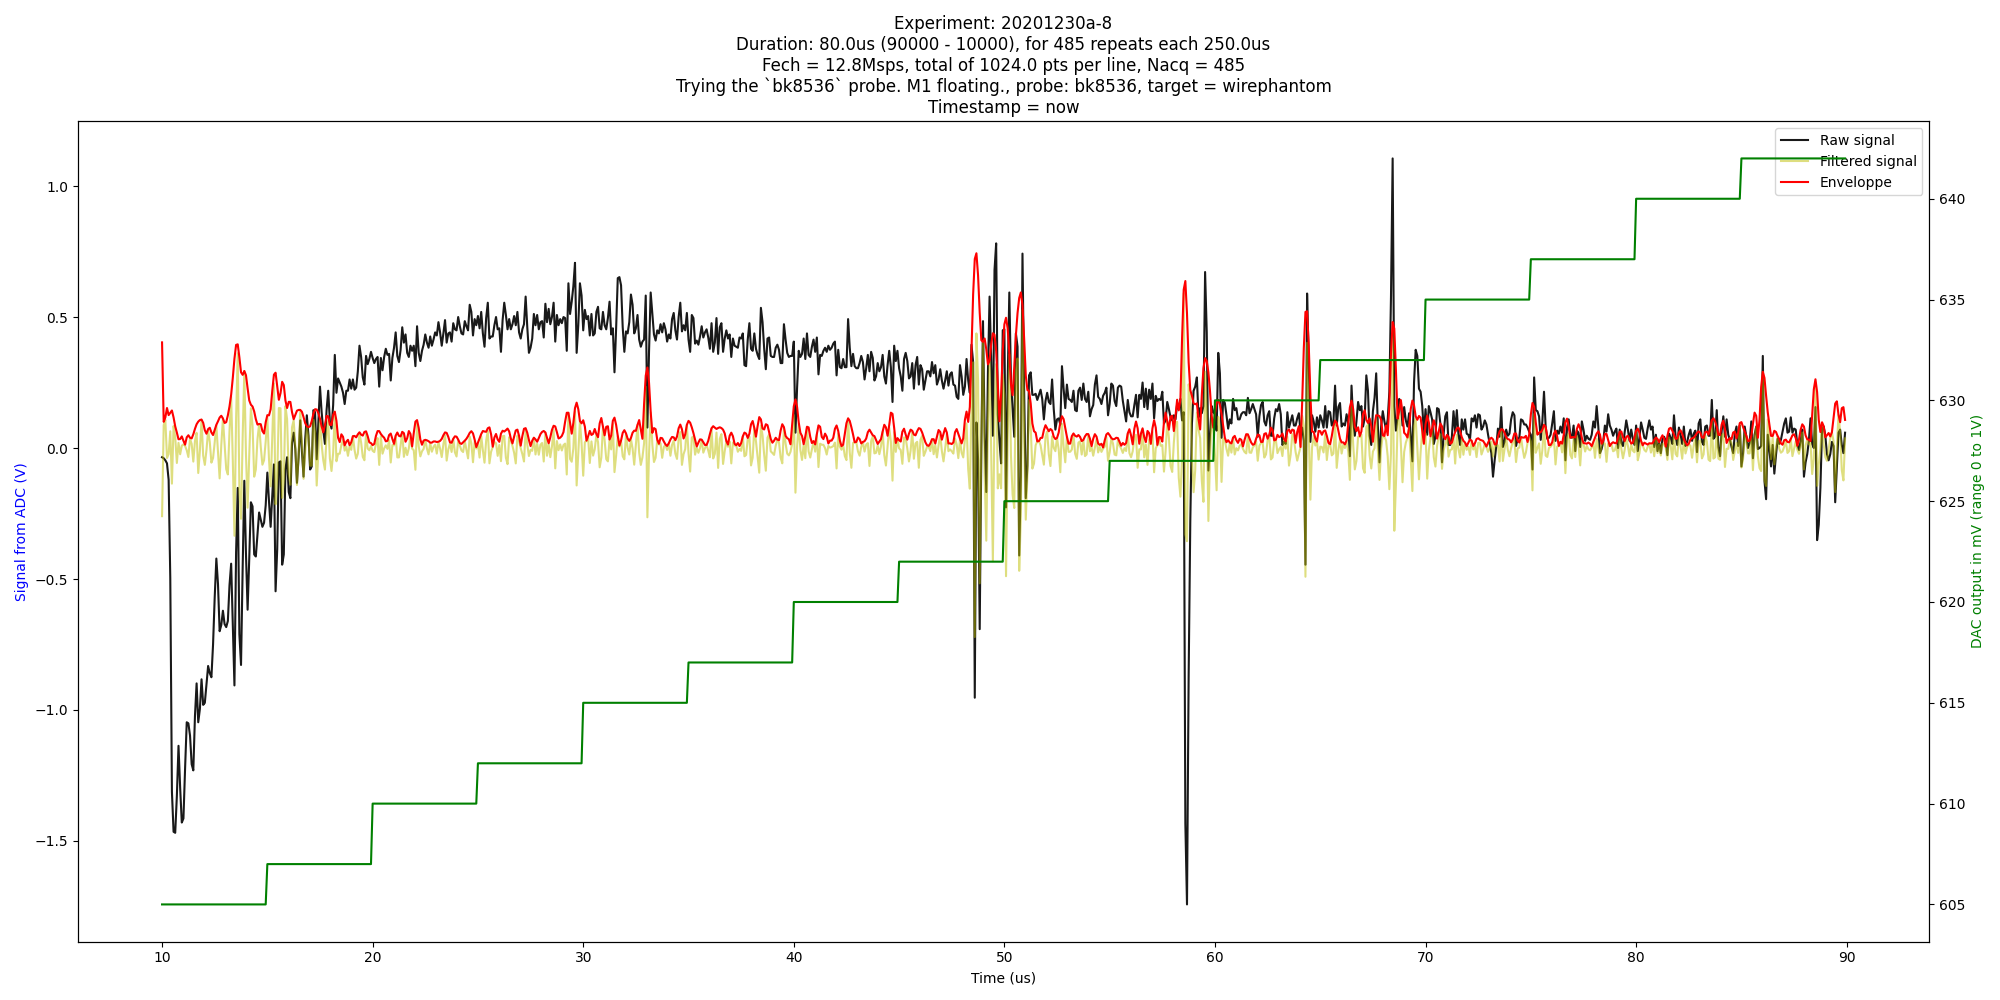 Experiment: 20201230a-8
Duration: 80.0us (90000 - 10000), for 485 repeats each 250.0us
Fech = 12.8Msps, total of 1024.0 pts per line, Nacq = 485
Trying the `bk8536` probe. M1 floating., probe: bk8536, target = wirephantom
Timestamp = now
Raw signal
Filtered signal
Enveloppe
1.0
0.5
0.0
−0.5
−1.0
−1.5
Signal from ADC (V)
640
635
630
625
620
615
610
605
DAC output in mV (range 0 to 1V)
10 20 30 40 50 60 70 80 90
Time (us)